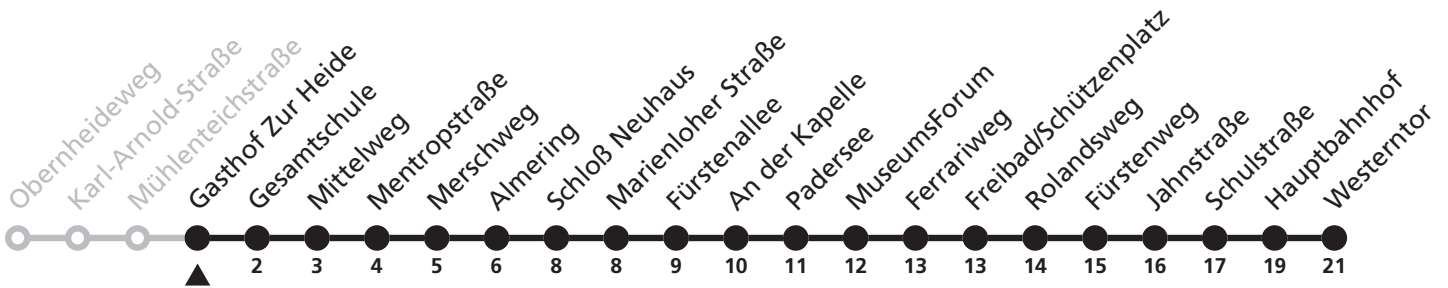 Obernheideweg
Karl-Arnold-Straße
Mühlenteichstraße
Gasthof Zur Heide
Gesamtschule
Mittelweg
Mentropstraße
Merschweg
Almering
Schloß Neuhaus
Marienloher Straße
Fürstenallee
An der Kapelle
Padersee
MuseumsForum
Ferrariweg
Freibad/Schützenplatz
Rolandsweg
Fürstenweg
Jahnstraße
Schulstraße
Hauptbahnhof
Westerntor
2 3 4 5 6 8 8 9 10 11 12 13 13 14 15 16 17 19 21